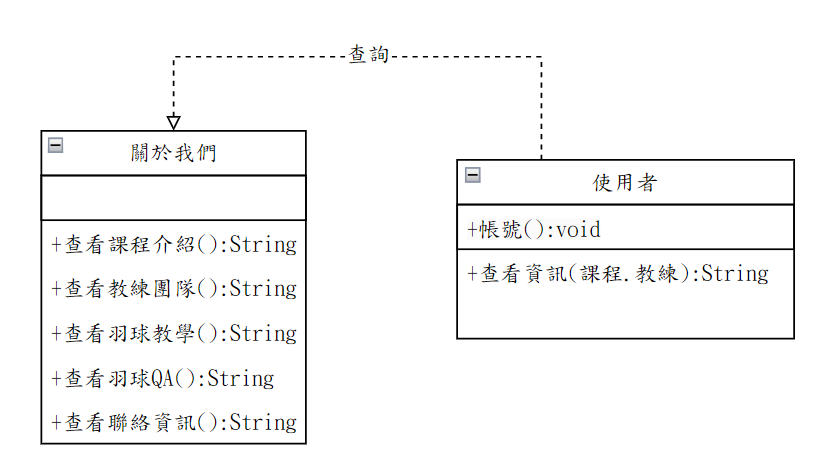 查詢
關於我們
+查看課程介紹():String
+查看教練團隊():String
+查看羽球教學():String
+查看羽球QA():String
+查看聯絡資訊():String
使用者
+帳號():void
+查看資訊(課程.教練):String